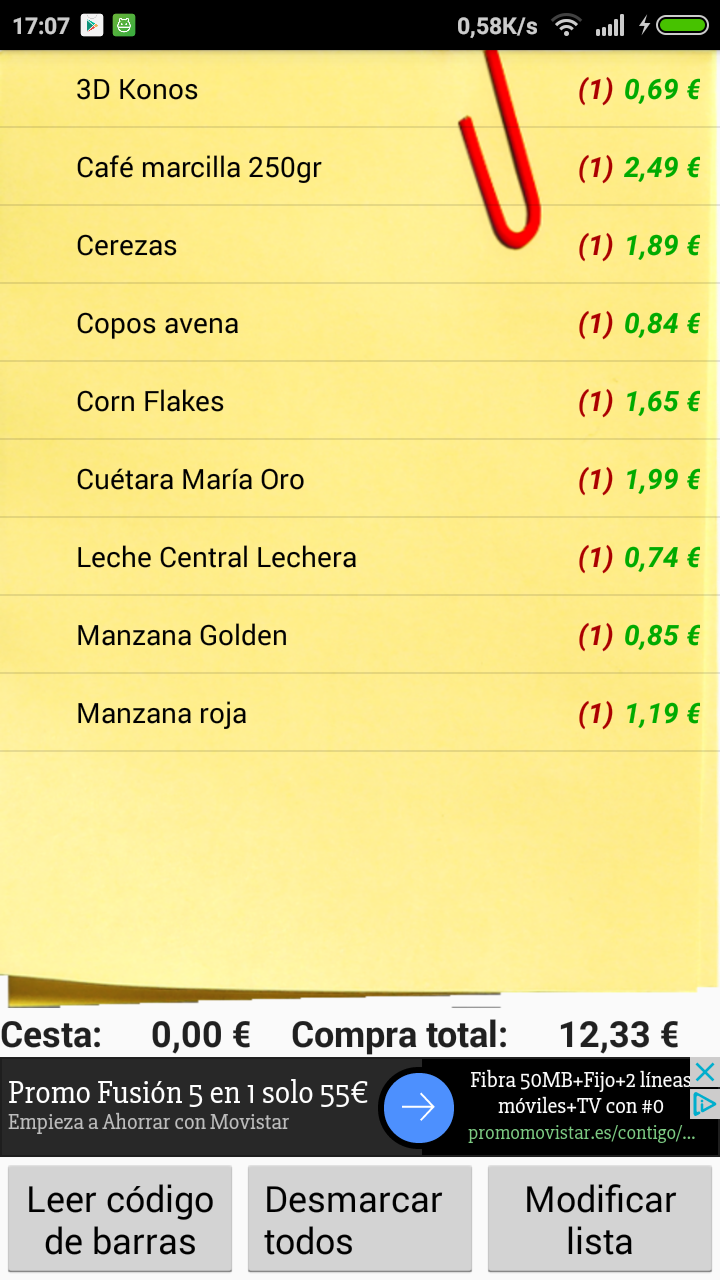 17:07 0,58K/s
3D Konos (1) 0,69 €
Café marcilla 250gr (1) 2,49 €
Cerezas (1) 1,89 €
Copos avena (1) 0,84 €
Corn Flakes (1) 1,65 €
Cuétara María Oro (1) 1,99 €
Leche Central Lechera (1) 0,74 €
Manzana Golden (1) 0,85 €
Manzana roja (1) 1,19 €
Cesta: 0,00 € Compra total: 12,33 €
Promo Fusión 5 en 1 solo 55€
Empieza a Ahorrar con Movistar
Fibra 50MB+Fijo+2 líneas
móviles+TV con #0
promomovistar.es/contigo/...
Leer código
de barras
Desmarcar
todos
Modificar
lista